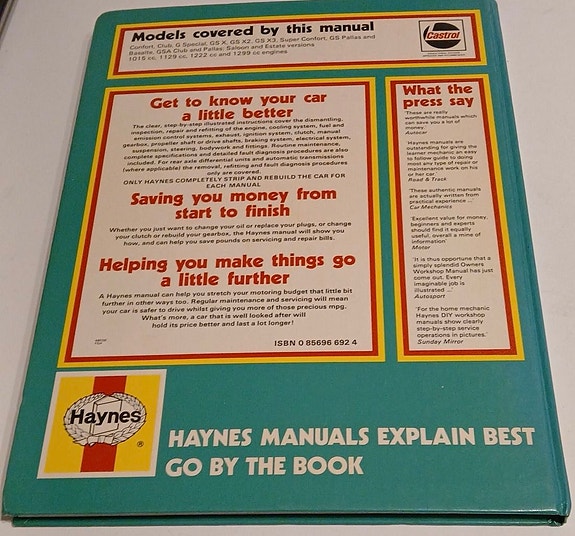 Models covered by this manual
Confort, Club, G Special, GS X, GS X2, GS X3, Super Confort, GS Pallas and
Basalte, GSA Club and Pallas; Saloon and Estate versions
1015 cc, 1129 cc, 1222 cc and 1299 cc engines
Castrol
Get to know your car
a little better
The clear, step-by-step illustrated instructions cover the dismantling,
inspection, repair and refitting of the engine, cooling system, fuel and
emission control systems, exhaust, ignition system, clutch, manual
gearbox, propeller shaft or drive shafts, braking system, electrical system,
suspension, steering, bodywork and fittings. Routine maintenance,
complete specifications and detailed fault diagnosis procedures are also
included. For rear axle differential units and automatic transmissions
(where applicable) the removal, refitting and fault diagnosis procedures
only are covered.
ONLY HAYNES COMPLETELY STRIP AND REBUILD THE CAR FOR
EACH MANUAL
Saving you money from
start to finish
Whether you just want to change your oil or replace your plugs, or change
your clutch or rebuild your gearbox, the Haynes manual will show you
how, and can help you save pounds on servicing and repair bills.
Helping you make things go
a little further
A Haynes manual can help you stretch your motoring budget that little bit
further in other ways too. Regular maintenance and servicing will mean
your car is safer to drive whilst giving you more of those precious mpg.
What's more, a car that is well looked after will
hold its price better and last a lot longer!
ISBN 0 85696 692 4
What the
press say
'These are really
worthwhile manuals which
can save you a lot of
money.'
Autocar
'Haynes manuals are
outstanding for giving the
learner mechanic an easy
to follow guide to doing
most any type of repair or
maintenance work on his
or her car.'
Road & Track
'These authentic manuals
are actually written from
practical experience ...'
Car Mechanics
'Excellent value for money,
beginners and experts
should find it equally
useful, overall a mine of
information'
Motor
'It is thus opportune that a
simply splendid Owners
Workshop Manual has just
come out. Every
imaginable job is
illustrated ...'
Autosport
'For the home mechanic
Haynes DIY workshop
manuals show clearly
step-by-step service
operations in pictures.'
Sunday Mirror
Haynes
®
HAYNES MANUALS EXPLAIN BEST
GO BY THE BOOK